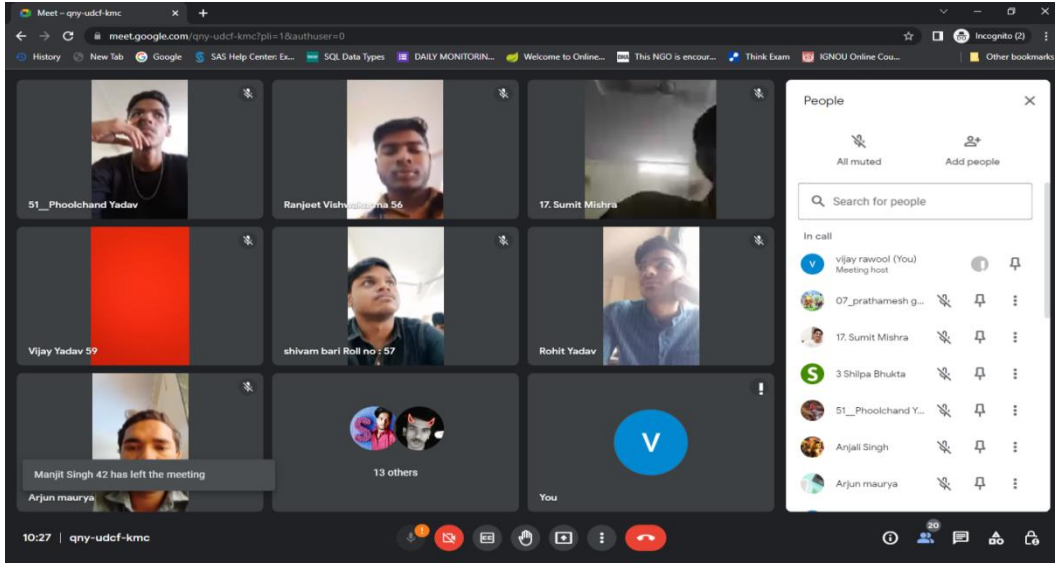 Meet – qny-udcf-kmc
meet.google.com/qny-udcf-kmc?pli=1&authuser=0
Incognito (2)
History
New Tab
Google
SAS Help Center: Ex...
SQL Data Types
DAILY MONITORIN...
Welcome to Online...
This NGO is encour...
Think Exam
IGNOU Online Cou...
Other bookmarks
51__Phoolchand Yadav
Ranjeet Vishwakarma 56
17. Sumit Mishra
Vijay Yadav 59
shivam bari Roll no : 57
Rohit Yadav
Manjit Singh 42 has left the meeting
Arjun maurya
13 others
V
You
People
All muted
Add people
Search for people
In call
V
vijay rawool (You)
Meeting host
07_prathamesh g...
17. Sumit Mishra
S
3 Shilpa Bhukta
51__Phoolchand Y...
Anjali Singh
Arjun maurya
10:27 | qny-udcf-kmc
CC
20